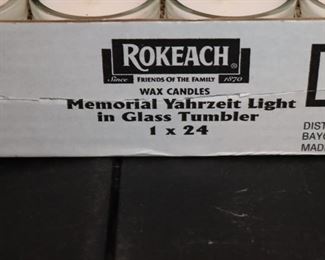 ROKEACH®
Since FRIENDS OF THE FAMILY 1870
WAX CANDLES
Memorial Yahrzeit Light
in Glass Tumbler
1 x 24
DIST
BAYO
MADE